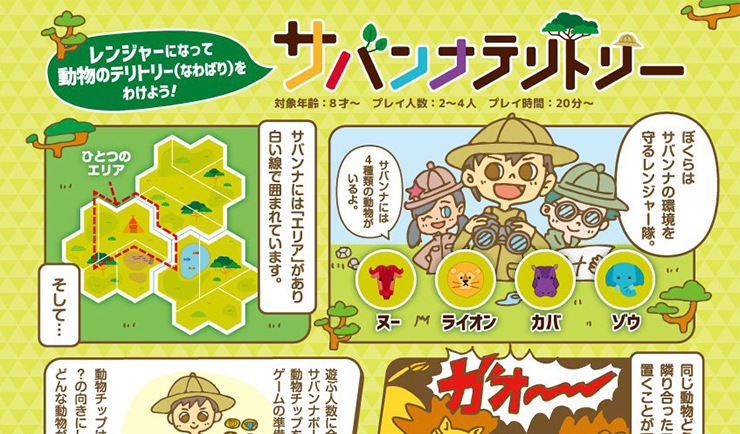 レンジャーになって
動物のテリトリー(なわばり)を
わけよう!
サバンナテリトリー
対象年齢:8才〜 プレイ人数:2〜4人 プレイ時間:20分〜
ぼくらは
サバンナの環境を
守るレンジャー隊。
サバンナには
4種類の動物が
いるよ。
ヌー
ライオン
カバ
ゾウ
サバンナには「エリア」があり
白い線で囲まれています。
ひとつの
エリア
そして…
同じ動物ど
隣り合った
置くことが
ガオ〜〜
遊ぶ人数に合
サバンナボー
動物チップを
ゲームの準備
動物チップは
?の向きにし
どんな動物が